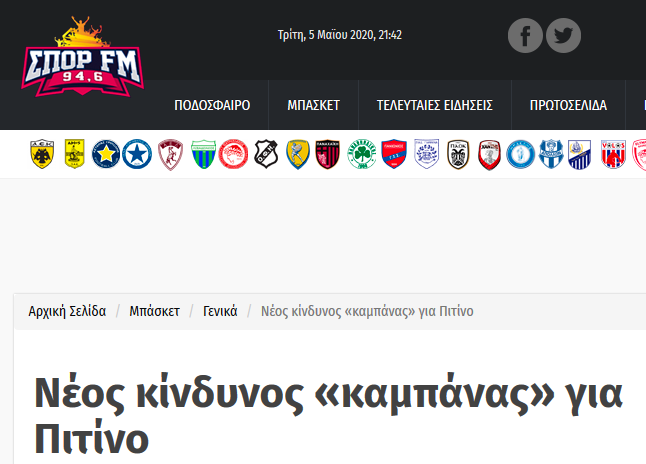 ΣΠΟΡ FM
94,6
Τρίτη, 5 Μαΐου 2020, 21:42
ΠΟΔΟΣΦΑΙΡΟ ΜΠΑΣΚΕΤ ΤΕΛΕΥΤΑΙΕΣ ΕΙΔΗΣΕΙΣ ΠΡΩΤΟΣΕΛΙΔΑ
Αρχική Σελίδα / Μπάσκετ / Γενικά / Νέος κίνδυνος «καμπάνας» για Πιτίνο
Νέος κίνδυνος «καμπάνας» για
Πιτίνο